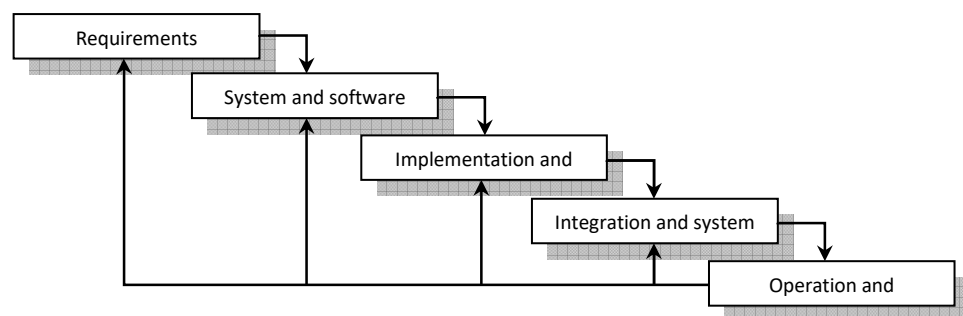 Requirements
System and software
Implementation and
Integration and system
Operation and